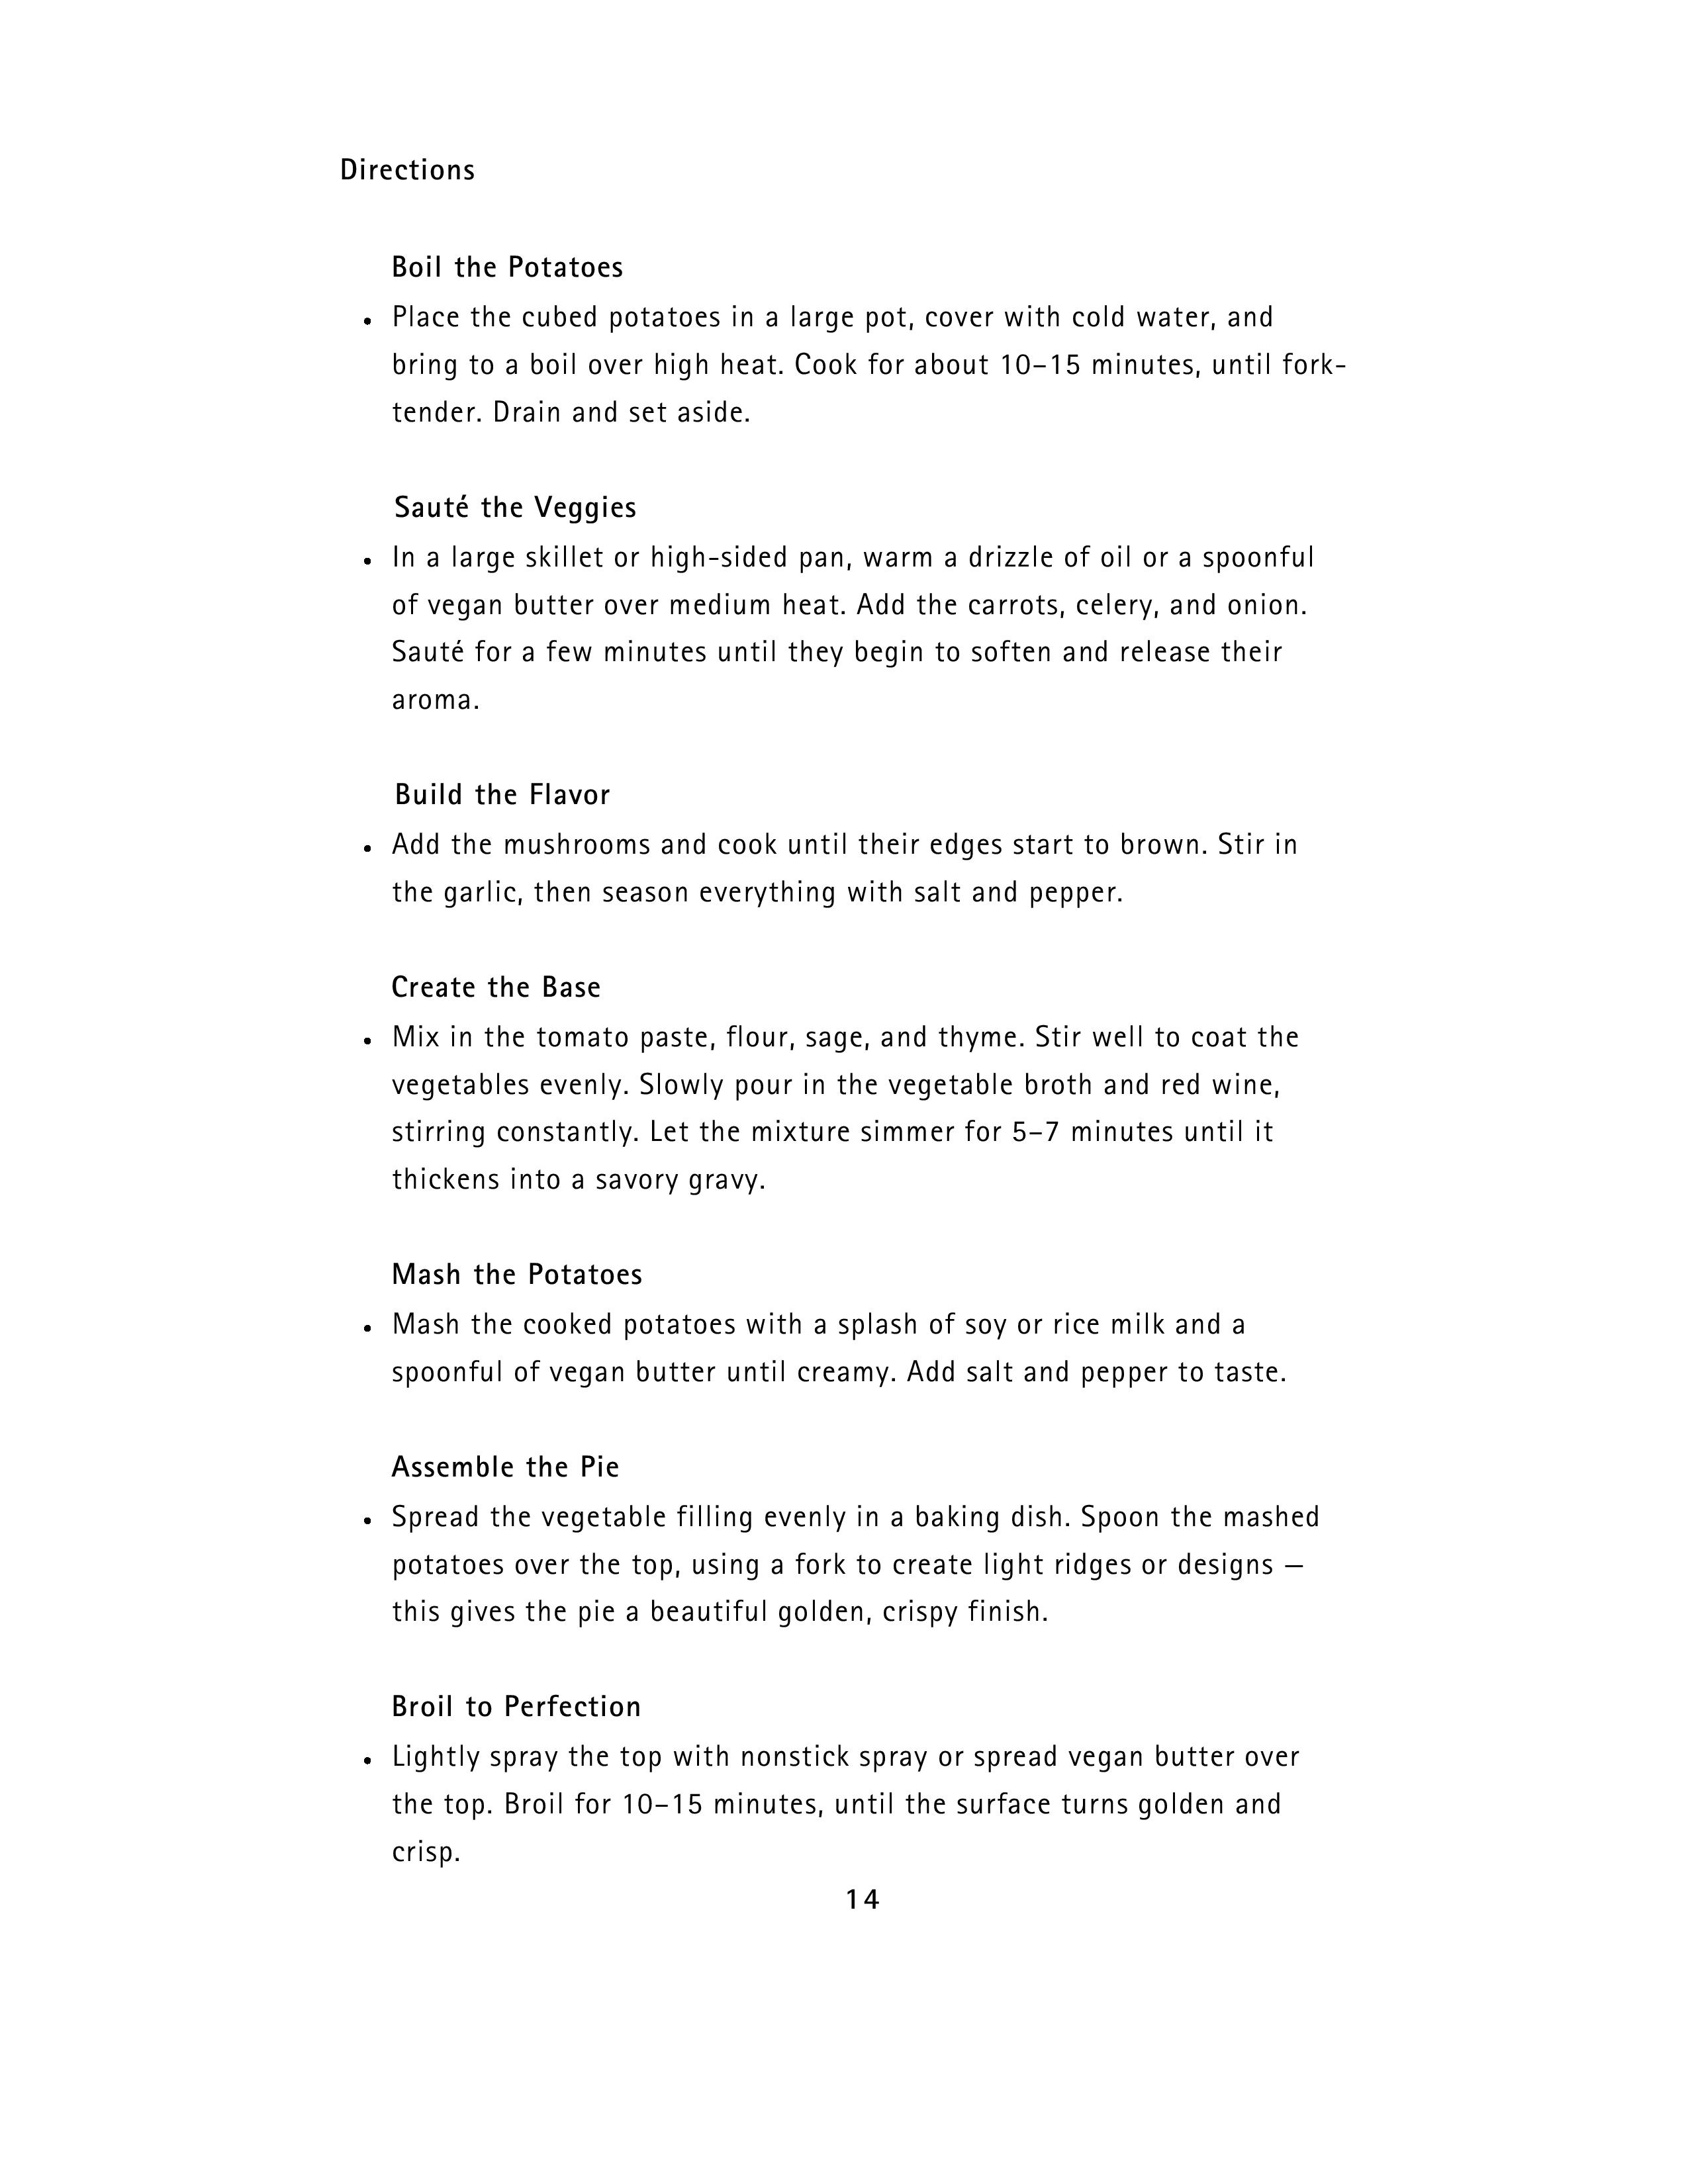 Directions
Boil the Potatoes
• Place the cubed potatoes in a large pot, cover with cold water, and
bring to a boil over high heat. Cook for about 10–15 minutes, until fork-
tender. Drain and set aside.
Sauté the Veggies
• In a large skillet or high-sided pan, warm a drizzle of oil or a spoonful
of vegan butter over medium heat. Add the carrots, celery, and onion.
Sauté for a few minutes until they begin to soften and release their
aroma.
Build the Flavor
• Add the mushrooms and cook until their edges start to brown. Stir in
the garlic, then season everything with salt and pepper.
Create the Base
• Mix in the tomato paste, flour, sage, and thyme. Stir well to coat the
vegetables evenly. Slowly pour in the vegetable broth and red wine,
stirring constantly. Let the mixture simmer for 5–7 minutes until it
thickens into a savory gravy.
Mash the Potatoes
• Mash the cooked potatoes with a splash of soy or rice milk and a
spoonful of vegan butter until creamy. Add salt and pepper to taste.
Assemble the Pie
• Spread the vegetable filling evenly in a baking dish. Spoon the mashed
potatoes over the top, using a fork to create light ridges or designs —
this gives the pie a beautiful golden, crispy finish.
Broil to Perfection
• Lightly spray the top with nonstick spray or spread vegan butter over
the top. Broil for 10–15 minutes, until the surface turns golden and
crisp.
14